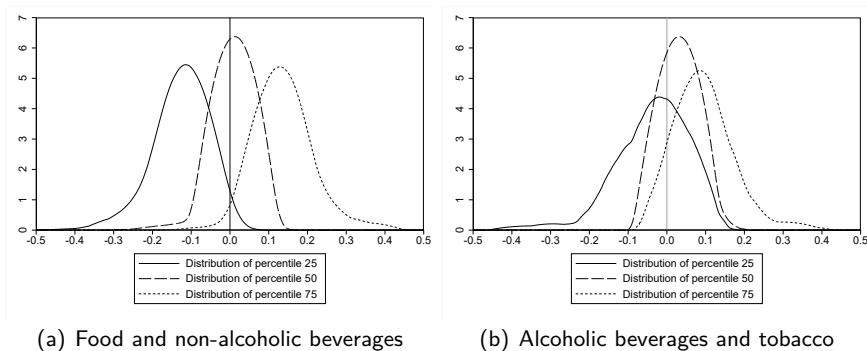 7
6
5
4
3
2
1
0
-0.5 -0.4 -0.3 -0.2 -0.1 0.0 0.1 0.2 0.3 0.4 0.5
Distribution of percentile 25
Distribution of percentile 50
Distribution of percentile 75
(a) Food and non-alcoholic beverages
7
6
5
4
3
2
1
0
-0.5 -0.4 -0.3 -0.2 -0.1 0.0 0.1 0.2 0.3 0.4 0.5
Distribution of percentile 25
Distribution of percentile 50
Distribution of percentile 75
(b) Alcoholic beverages and tobacco